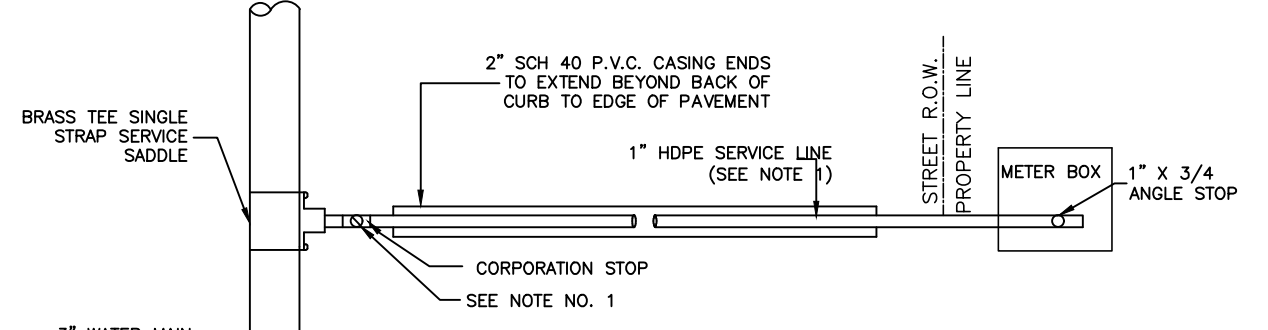 2" SCH 40 P.V.C. CASING ENDS
TO EXTEND BEYOND BACK OF
CURB TO EDGE OF PAVEMENT
BRASS TEE SINGLE
STRAP SERVICE
SADDLE
1" HDPE SERVICE LINE
(SEE NOTE 1)
STREET R.O.W.
PROPERTY LINE
METER BOX
1" X 3/4
ANGLE STOP
CORPORATION STOP
SEE NOTE NO. 1
WATER MAIN